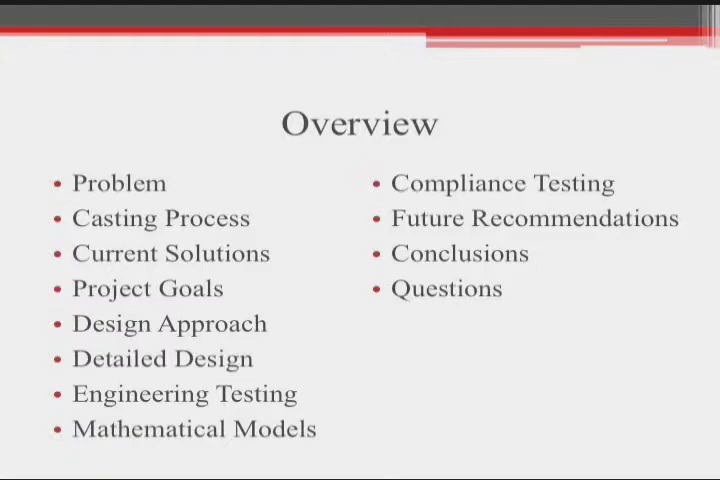 Overview
• Problem
• Casting Process
• Current Solutions
• Project Goals
• Design Approach
• Detailed Design
• Engineering Testing
• Mathematical Models
• Compliance Testing
• Future Recommendations
• Conclusions
• Questions